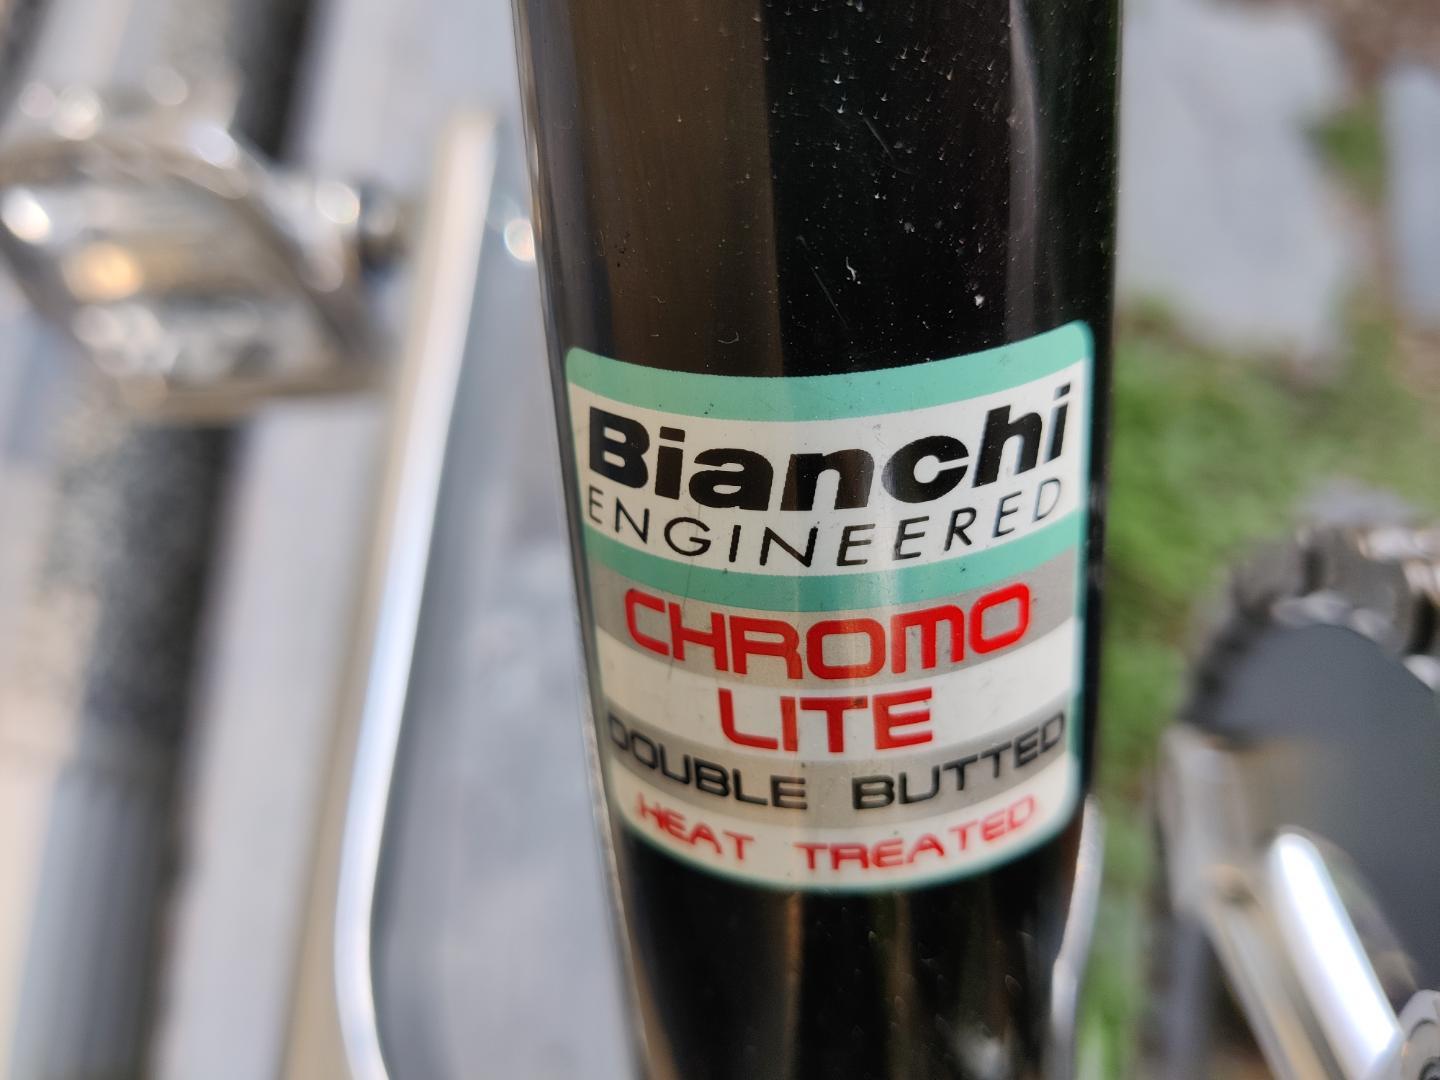 Bianchi
ENGINEERED
CHROMO
LITE
DOUBLE BUTTED
HEAT TREATED